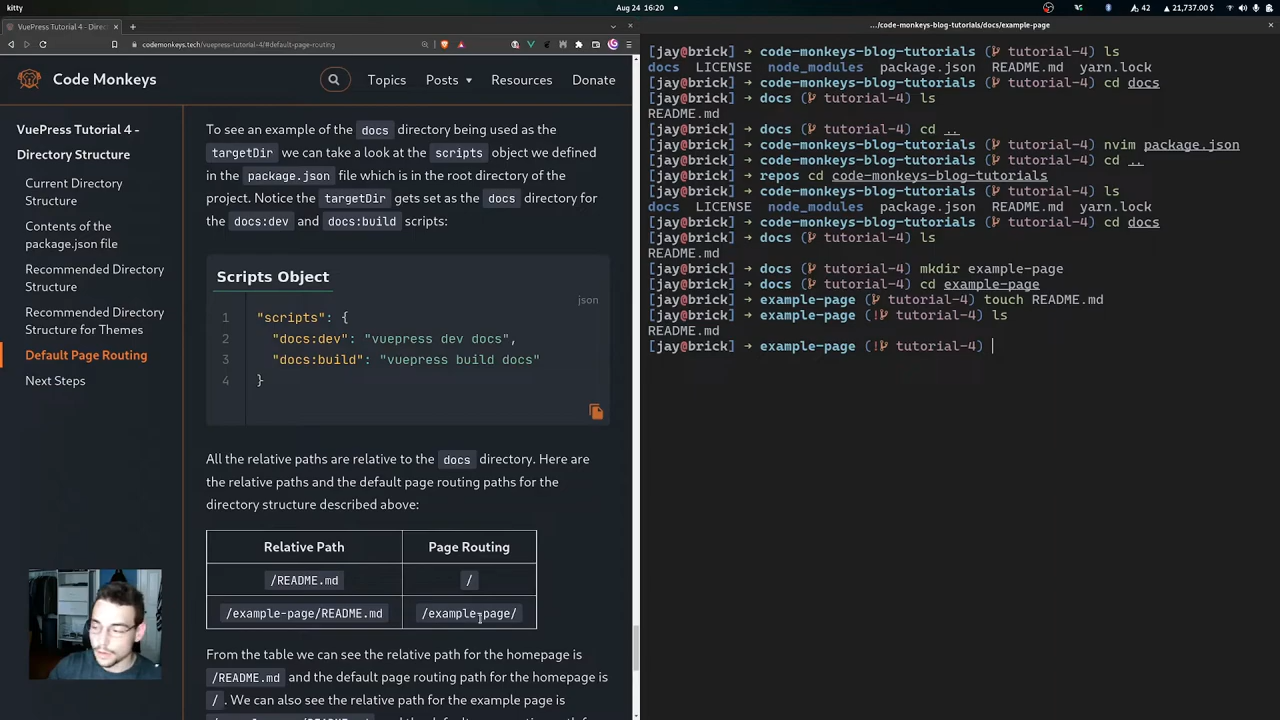 kitty
Aug 24 16:20
42
21,737.00 $
VuePress Tutorial 4 - Direc
codemonkeys.tech/vuepress-tutorial-4/#default-page-routing
Code Monkeys
Topics
Posts
Resources
Donate
VuePress Tutorial 4 -
Directory Structure
Current Directory
Structure
Contents of the
package.json file
Recommended Directory
Structure
Recommended Directory
Structure for Themes
Default Page Routing
Next Steps
To see an example of the docs directory being used as the
targetDir we can take a look at the scripts object we defined
in the package.json file which is in the root directory of the
project. Notice the targetDir gets set as the docs directory for
the docs:dev and docs:build scripts:
Scripts Object
json
1 "scripts": {
2 "docs:dev": "vuepress dev docs",
3 "docs:build": "vuepress build docs"
4 }
All the relative paths are relative to the docs directory. Here are
the relative paths and the default page routing paths for the
directory structure described above:
Relative Path Page Routing
/README.md /
/example-page/README.md /example-page/
From the table we can see the relative path for the homepage is
/README.md and the default page routing path for the homepage is
/ . We can also see the relative path for the example page is
.../code-monkeys-blog-tutorials/docs/example-page
[jay@brick] → code-monkeys-blog-tutorials ( tutorial-4) ls
docs LICENSE node_modules package.json README.md yarn.lock
[jay@brick] → code-monkeys-blog-tutorials ( tutorial-4) cd docs
[jay@brick] → docs ( tutorial-4) ls
README.md
[jay@brick] → docs ( tutorial-4) cd ..
[jay@brick] → code-monkeys-blog-tutorials ( tutorial-4) nvim package.json
[jay@brick] → code-monkeys-blog-tutorials ( tutorial-4) cd ..
[jay@brick] → repos cd code-monkeys-blog-tutorials
[jay@brick] → code-monkeys-blog-tutorials ( tutorial-4) ls
docs LICENSE node_modules package.json README.md yarn.lock
[jay@brick] → code-monkeys-blog-tutorials ( tutorial-4) cd docs
[jay@brick] → docs ( tutorial-4) ls
README.md
[jay@brick] → docs ( tutorial-4) mkdir example-page
[jay@brick] → docs ( tutorial-4) cd example-page
[jay@brick] → example-page ( tutorial-4) touch README.md
[jay@brick] → example-page (! tutorial-4) ls
README.md
[jay@brick] → example-page (! tutorial-4)